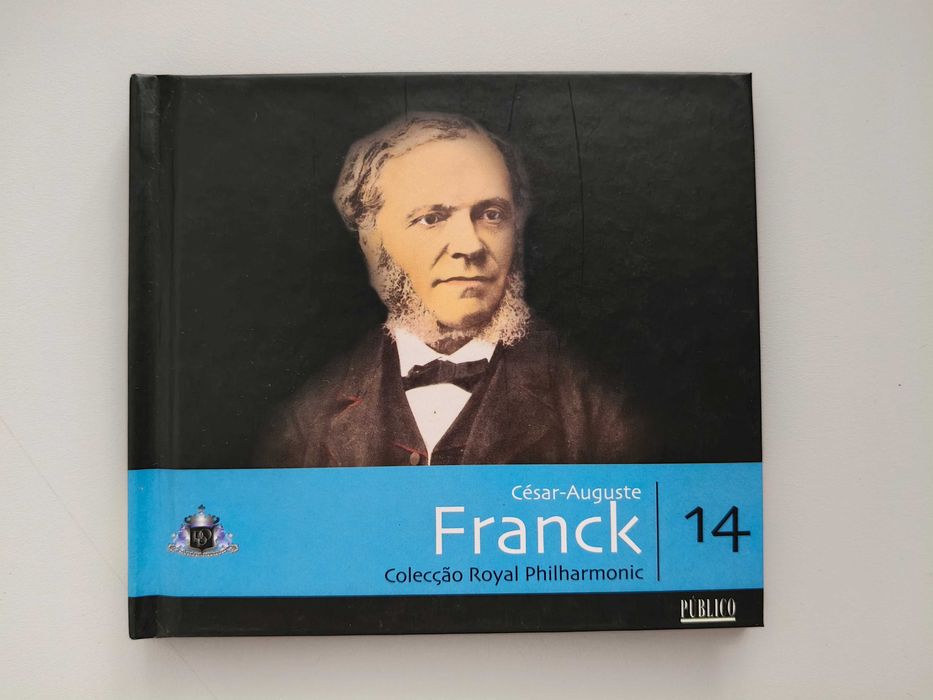 César-Auguste
Franck
14
Colecção Royal Philharmonic
PÚBLICO